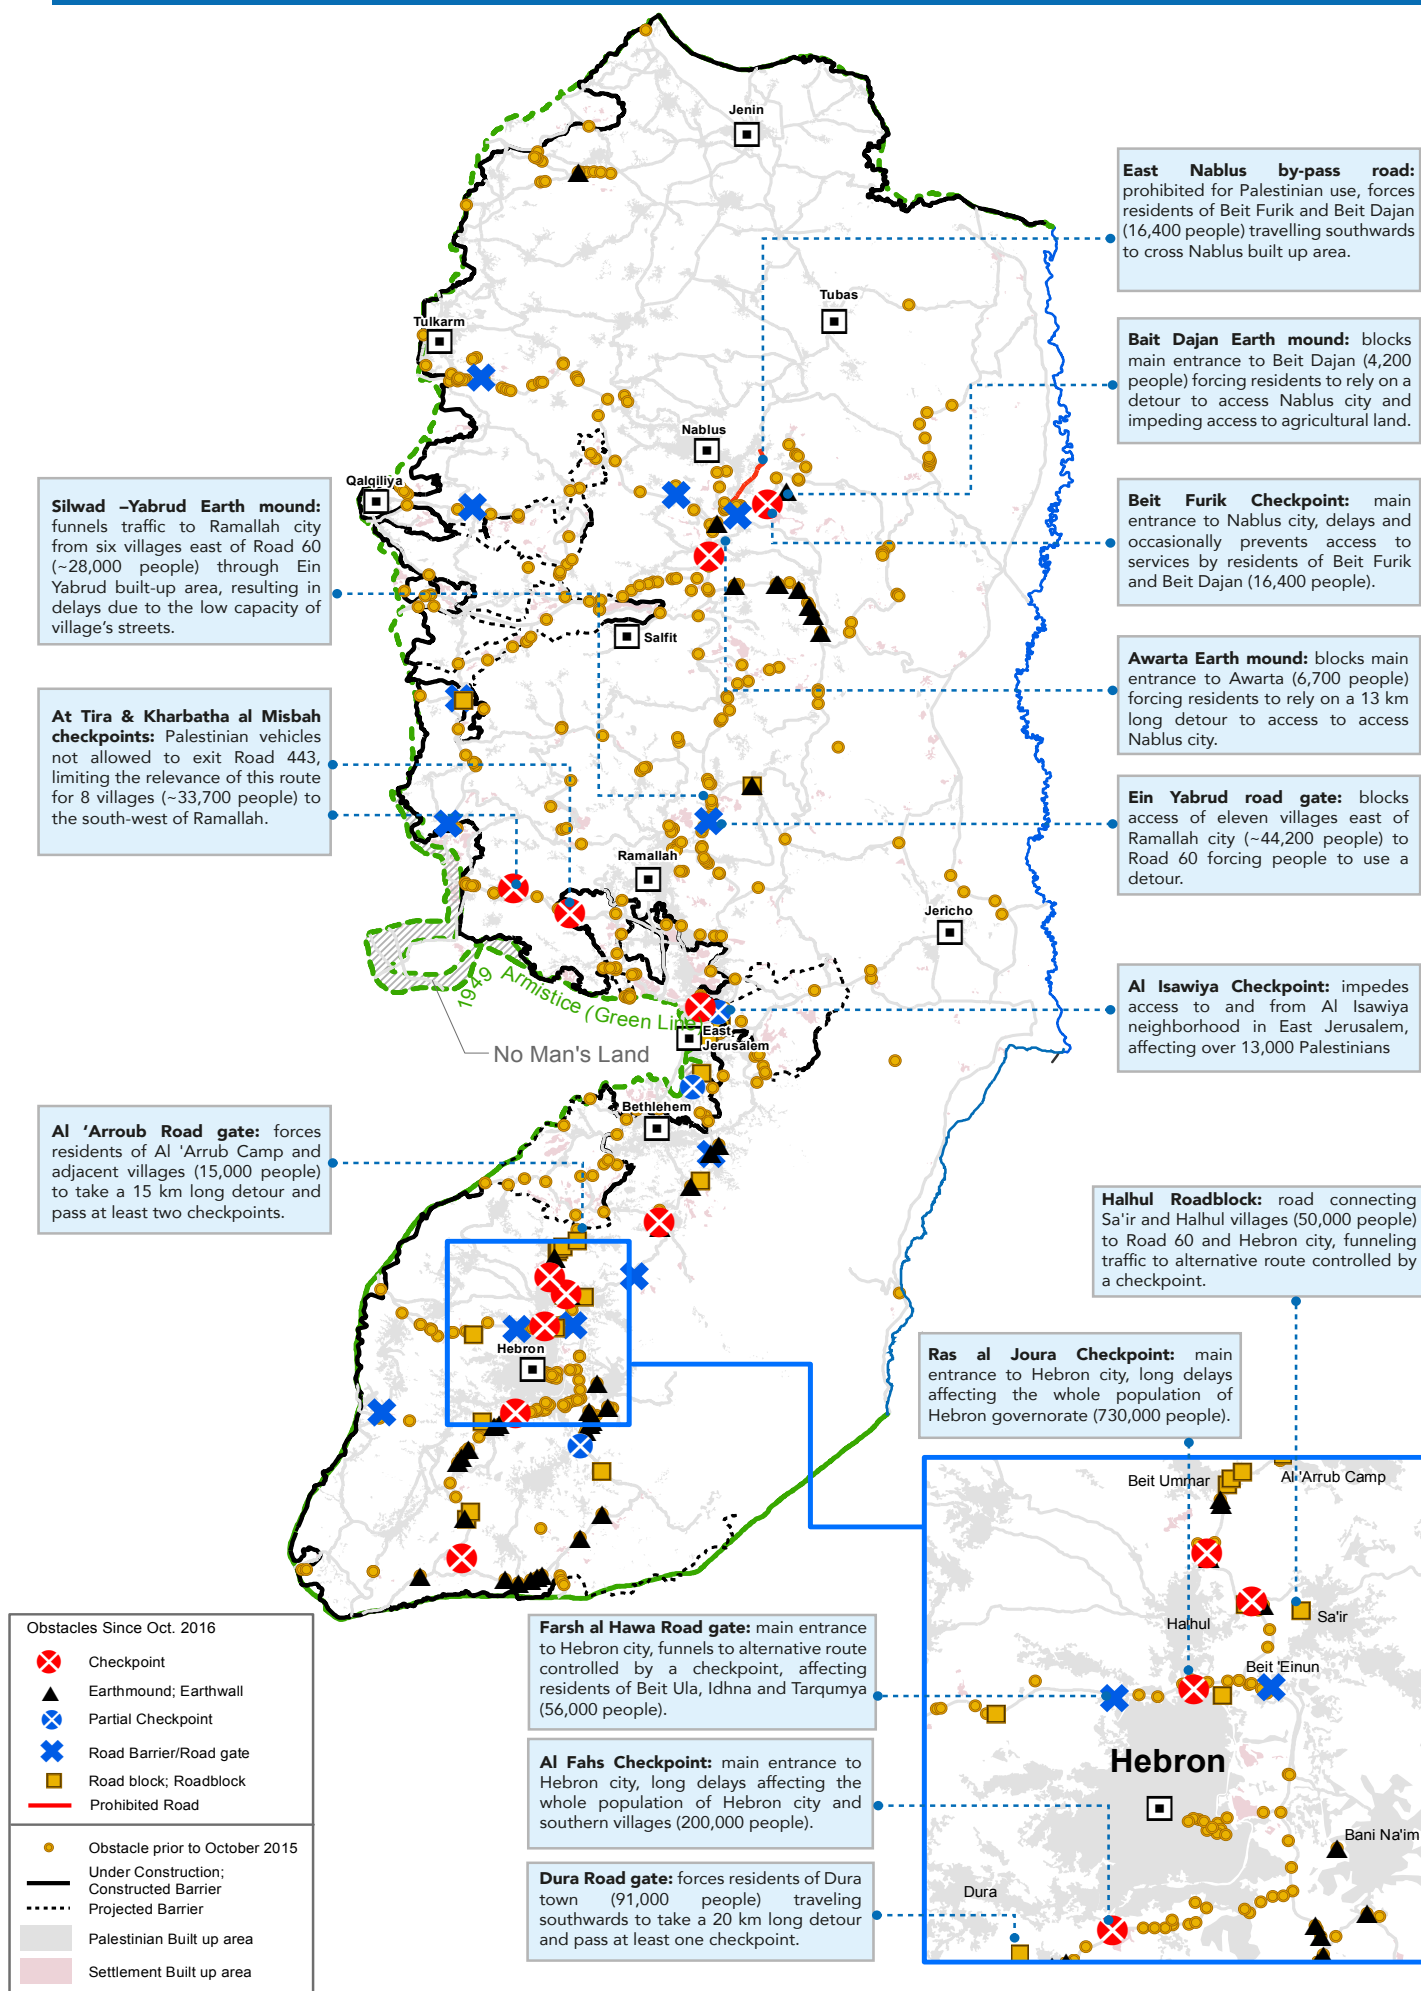 Jenin
East Nablus by-pass road:
prohibited for Palestinian use, forces
residents of Beit Furik and Beit Dajan
(16,400 people) travelling southwards
to cross Nablus built up area.
Tubas
Tulkarm
Bait Dajan Earth mound: blocks
main entrance to Beit Dajan (4,200
people) forcing residents to rely on a
detour to access Nablus city and
impeding access to agricultural land.
Nablus
Qalqiliya
Silwad –Yabrud Earth mound:
funnels traffic to Ramallah city
from six villages east of Road 60
(~28,000 people) through Ein
Yabrud built-up area, resulting in
delays due to the low capacity of
village's streets.
Beit Furik Checkpoint: main
entrance to Nablus city, delays and
occasionally prevents access to
services by residents of Beit Furik
and Beit Dajan (16,400 people).
Salfit
Awarta Earth mound: blocks main
entrance to Awarta (6,700 people)
forcing residents to rely on a 13 km
long detour to access to access
Nablus city.
At Tira & Kharbatha al Misbah
checkpoints: Palestinian vehicles
not allowed to exit Road 443,
limiting the relevance of this route
for 8 villages (~33,700 people) to
the south-west of Ramallah.
Ein Yabrud road gate: blocks
access of eleven villages east of
Ramallah city (~44,200 people) to
Road 60 forcing people to use a
detour.
Ramallah
Jericho
1949 Armistice (Green Line)
East
Jerusalem
No Man's Land
Al Isawiya Checkpoint: impedes
access to and from Al Isawiya
neighborhood in East Jerusalem,
affecting over 13,000 Palestinians
Bethlehem
Al 'Arroub Road gate: forces
residents of Al 'Arrub Camp and
adjacent villages (15,000 people)
to take a 15 km long detour and
pass at least two checkpoints.
Halhul Roadblock: road connecting
Sa'ir and Halhul villages (50,000 people)
to Road 60 and Hebron city, funneling
traffic to alternative route controlled by
a checkpoint.
Hebron
Ras al Joura Checkpoint: main
entrance to Hebron city, long delays
affecting the whole population of
Hebron governorate (730,000 people).
Beit Ummar
Al 'Arrub Camp
Halhul
Sa'ir
Beit 'Einun
Hebron
Bani Na'im
Dura
Farsh al Hawa Road gate: main entrance
to Hebron city, funnels to alternative route
controlled by a checkpoint, affecting
residents of Beit Ula, Idhna and Tarqumya
(56,000 people).
Al Fahs Checkpoint: main entrance to
Hebron city, long delays affecting the
whole population of Hebron city and
southern villages (200,000 people).
Dura Road gate: forces residents of Dura
town (91,000 people) traveling
southwards to take a 20 km long detour
and pass at least one checkpoint.
Obstacles Since Oct. 2016
Checkpoint
Earthmound; Earthwall
Partial Checkpoint
Road Barrier/Road gate
Road block; Roadblock
Prohibited Road
Obstacle prior to October 2015
Under Construction;
Constructed Barrier
Projected Barrier
Palestinian Built up area
Settlement Built up area